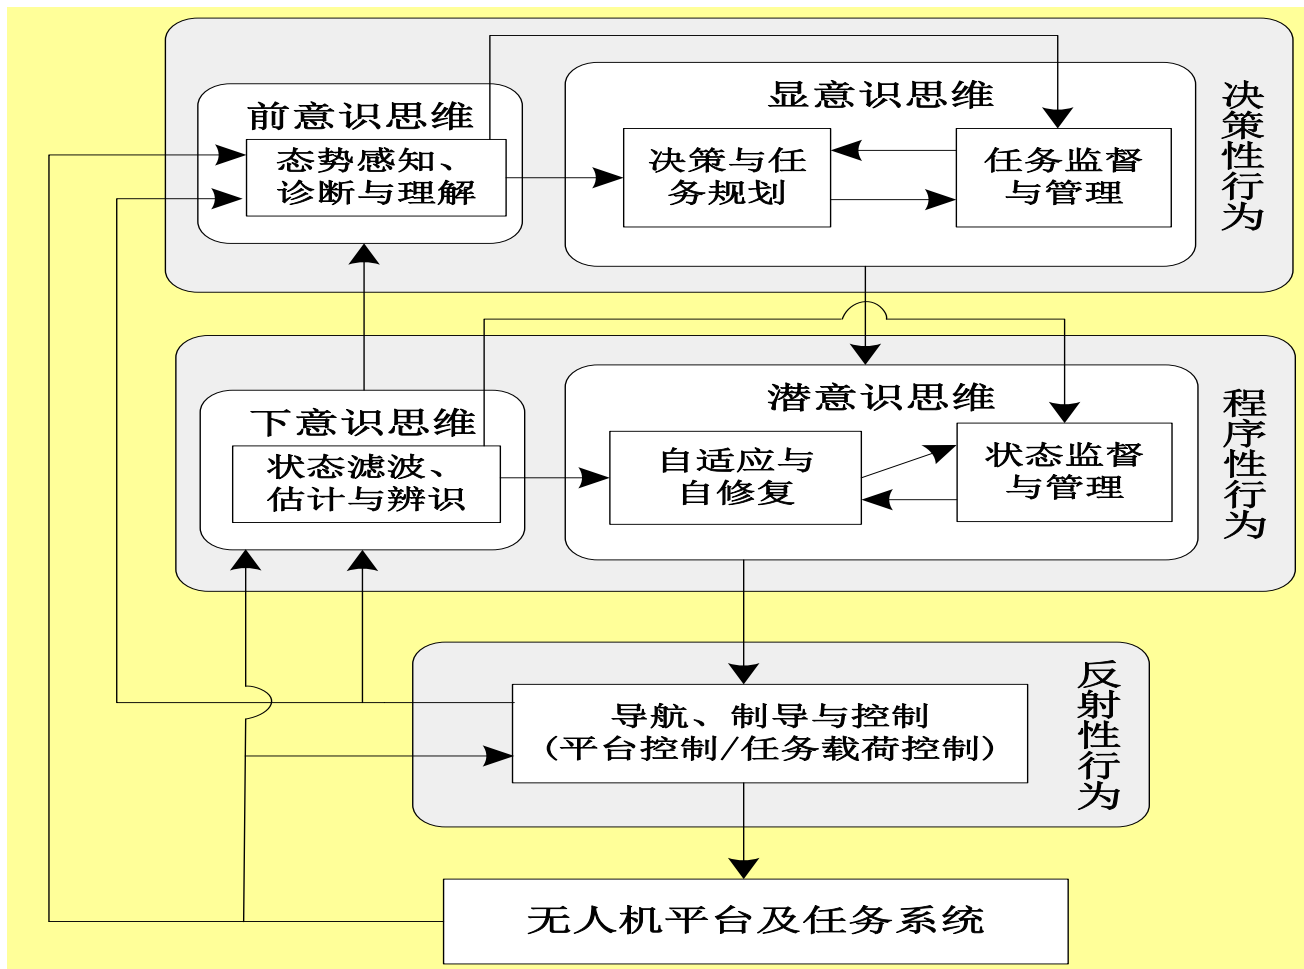 前意识思维
态势感知、
诊断与理解
显意识思维
决策与任
务规划
任务监督
与管理
决策性行为
下意识思维
状态滤波、
估计与辨识
潜意识思维
自适应与
自修复
状态监督
与管理
程序性行为
导航、制导与控制
（平台控制/任务载荷控制）
反射性行为
无人机平台及任务系统